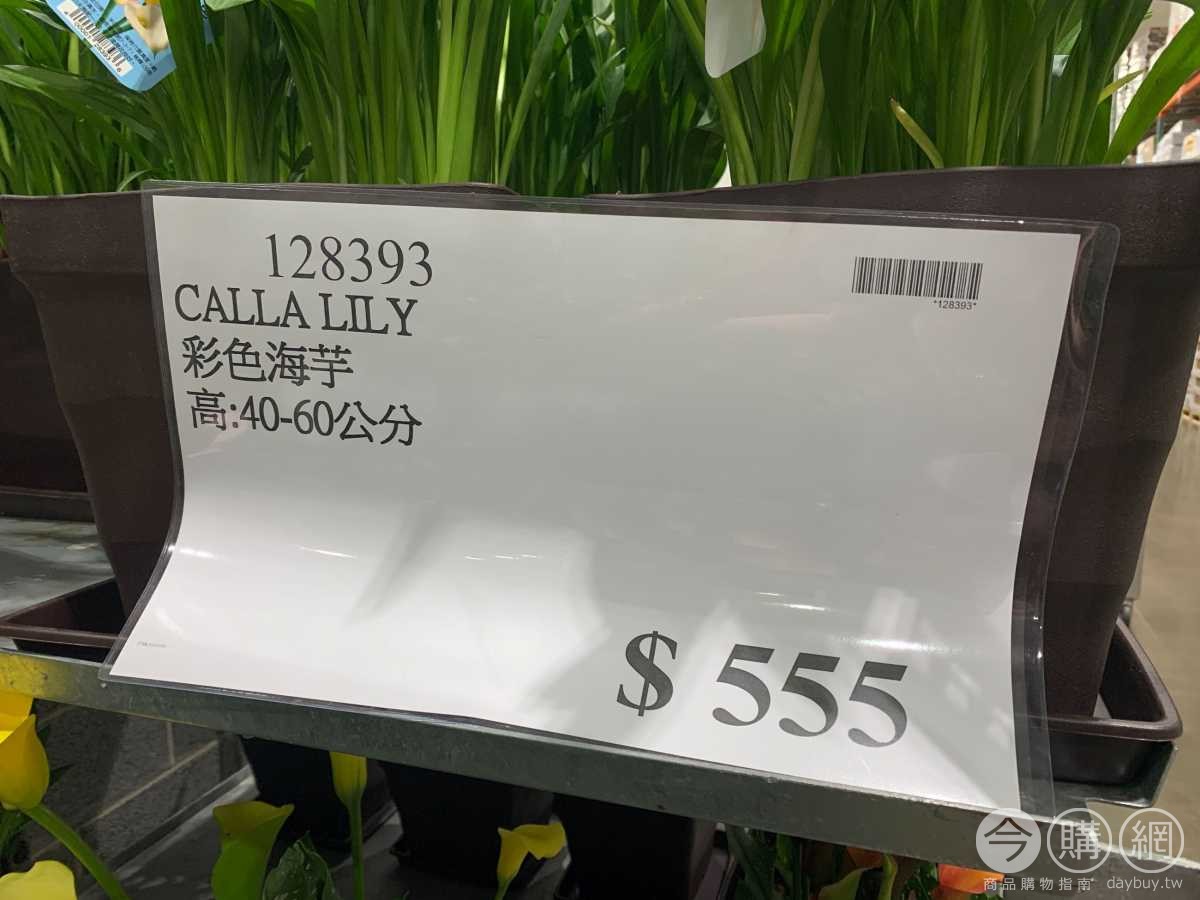 128393
CALLA LILY
彩色海芋
高:40-60公分
*128393*
$ 555
今購網
商品購物指南 daybuy.tw